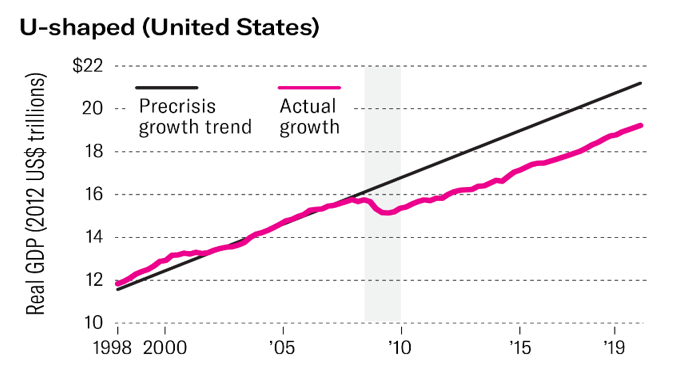 U-shaped (United States)
Real GDP (2012 US$ trillions)
$22
20
18
16
14
12
10
Precrisis
growth trend
Actual
growth
1998 2000 ’05 ’10 ’15 ’19